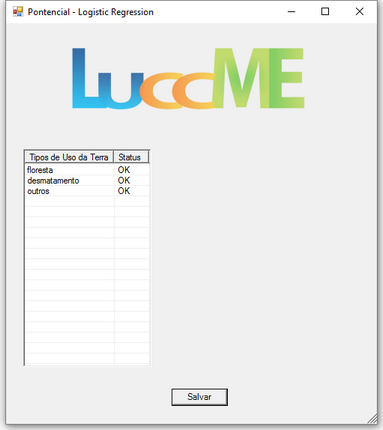 Pontencial - Logistic Regression
LuccME
Tipos de Uso da Terra Status
floresta OK
desmatamento OK
outros OK
Salvar